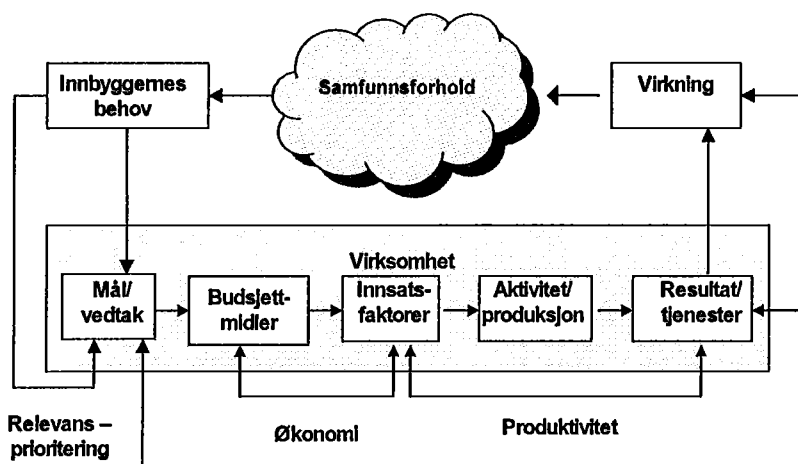 Innbyggernes
behov
Samfunnsforhold
Virkning
Virksomhet
Mål/
vedtak
Budsjett-
midler
Innsats-
faktorer
Aktivitet/
produksjon
Resultat/
tjenester
Relevans –
prioritering
Økonomi
Produktivitet